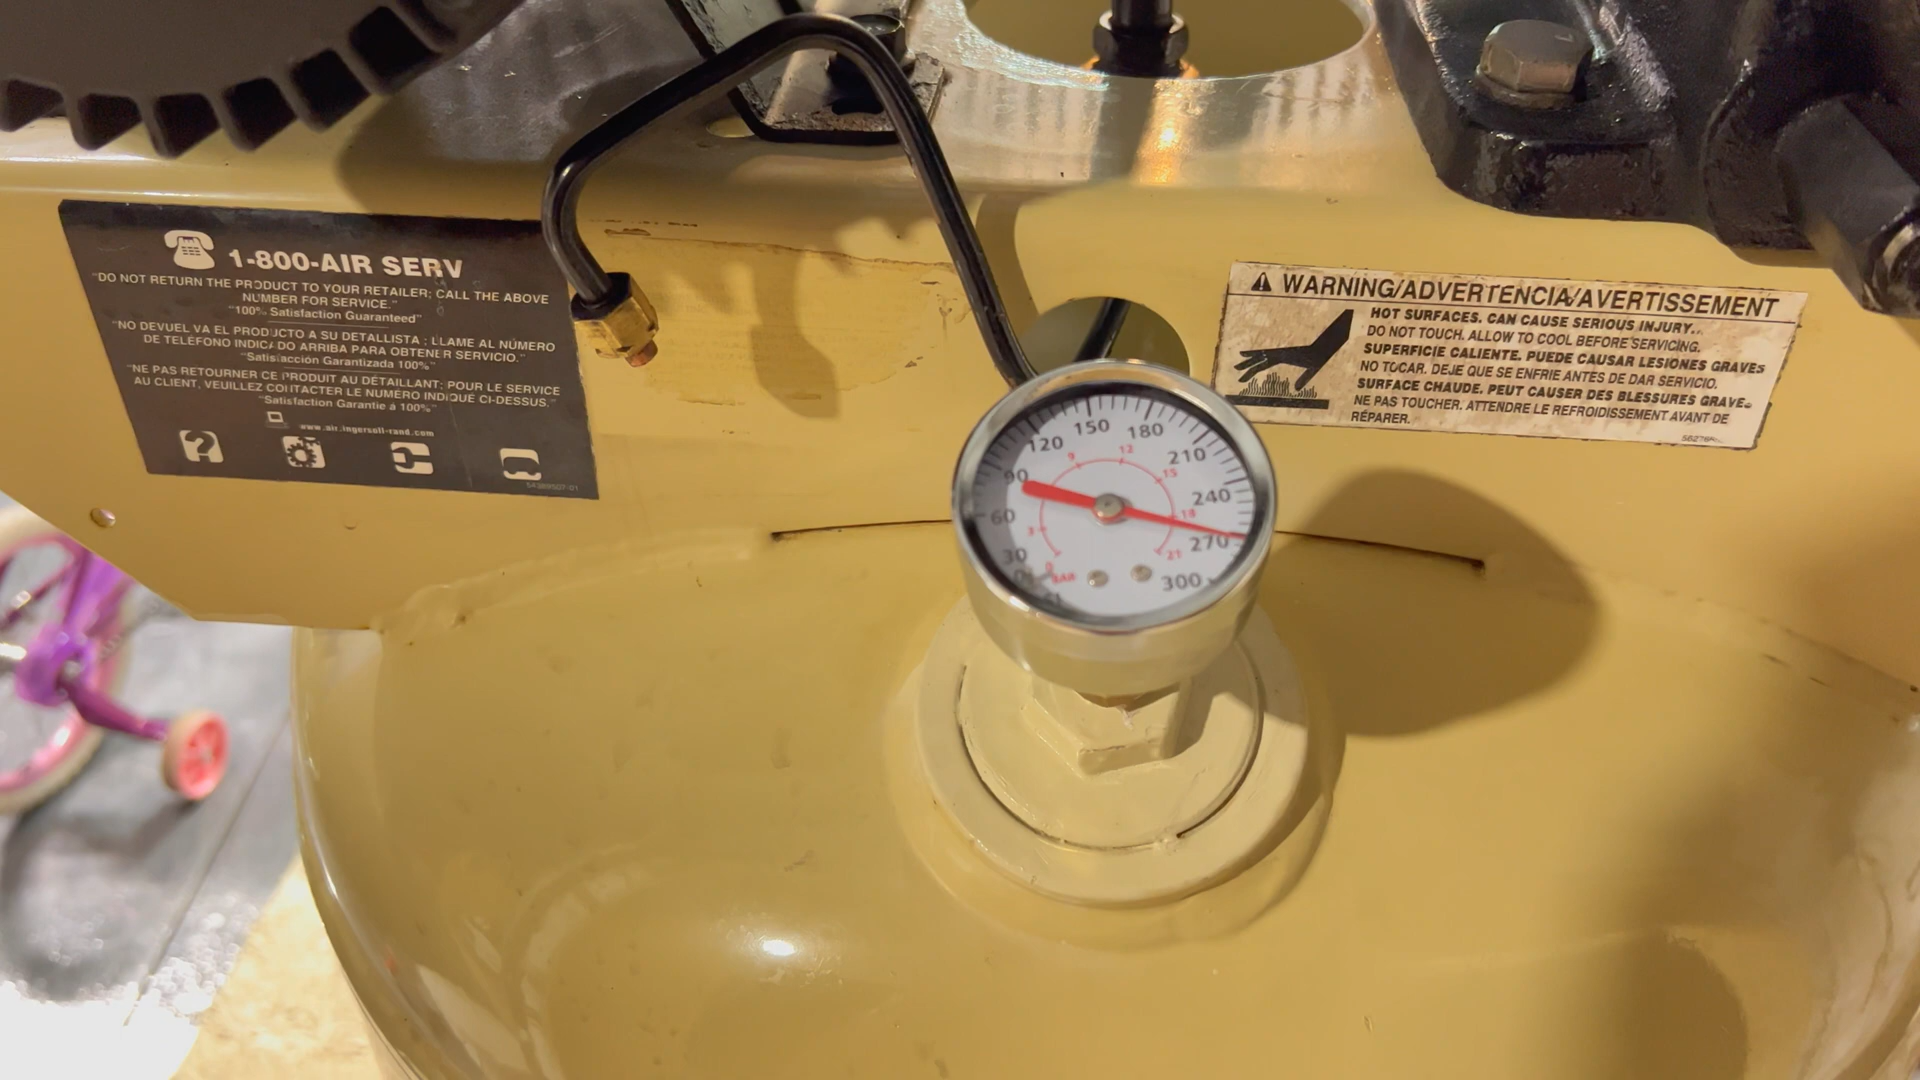 1-800-AIR SERV
"DO NOT RETURN THE PRODUCT TO YOUR RETAILER; CALL THE ABOVE
NUMBER FOR SERVICE."
"100% Satisfaction Guaranteed"
"NO DEVUELVA EL PRODUCTO A SU DETALLISTA ; LLAME AL NÚMERO
DE TELÉFONO INDICADO ARRIBA PARA OBTENER SERVICIO."
"Satisfacción Garantizada 100%"
"NE PAS RETOURNER CE PRODUIT AU DÉTAILLANT; POUR LE SERVICE
AU CLIENT, VEUILLEZ CONTACTER LE NUMÉRO INDIQUÉ CI-DESSUS."
"Satisfaction Garantie à 100%"
www.air.ingersoll-rand.com
WARNING/ADVERTENCIA/AVERTISSEMENT
HOT SURFACES. CAN CAUSE SERIOUS INJURY.
DO NOT TOUCH. ALLOW TO COOL BEFORE SERVICING.
SUPERFICIE CALIENTE. PUEDE CAUSAR LESIONES GRAVES
NO TOCAR. DEJE QUE SE ENFRIE ANTES DE DAR SERVICIO.
SURFACE CHAUDE. PEUT CAUSER DES BLESSURES GRAVE
NE PAS TOUCHER. ATTENDRE LE REFROIDISSEMENT AVANT DE
RÉPARER.
0 30 60 90 120 150 180 210 240 270 300
0 3 9 12 15 18 21
BAR